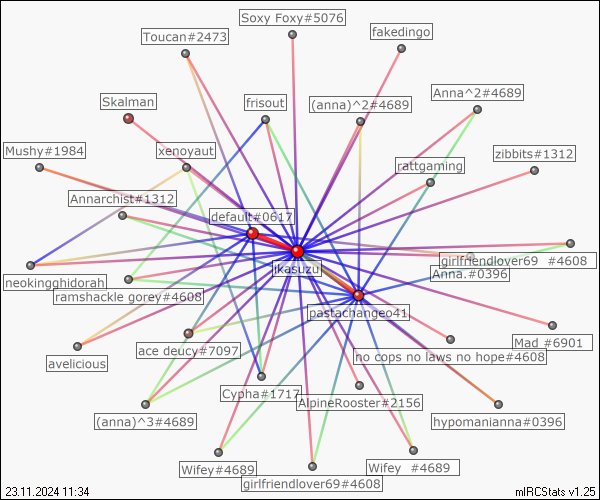 Soxy Foxy#5076
Toucan#2473
fakedingo
Anna^2#4689
Skalman
frisout
(anna)^2#4689
Mushy#1984
xenoyaut
zibbits#1312
rattgaming
Annarchist#1312
default#0617
girlfriendlover69 #4608
jkasuzu
Anna.#0396
neokingghidorah
ramshackle gorey#4608
pastachangeo41
Mad #6901
ace deucy#7097
no cops no laws no hope#4608
avelicious
Cypha#1717
AlpineRooster#2156
(anna)^3#4689
hypomanianna#0396
Wifey#4689
Wifey #4689
girlfriendlover69#4608
23.11.2024 11:34
mIRCStats v1.25